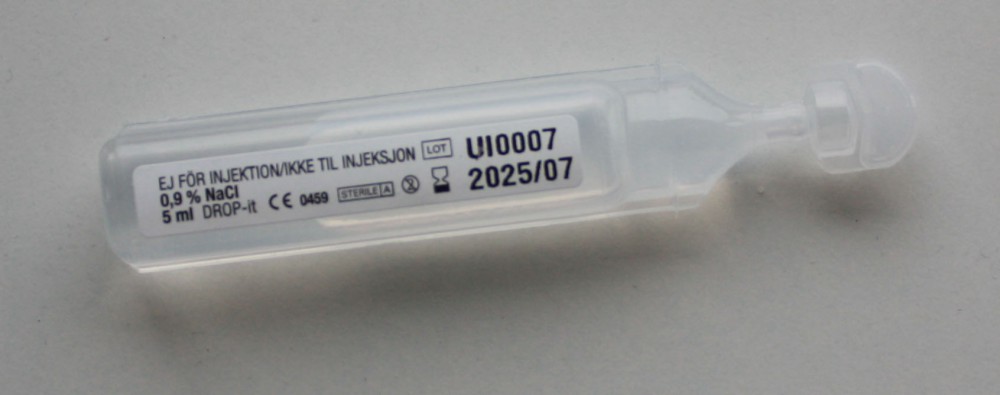 EJ FÖR INJEKTION/IKKE TIL INJEKSJON LOT UI0007
0,9 % NaCl
5 ml DROP-it CE 0459 STERILE A 2 2025/07